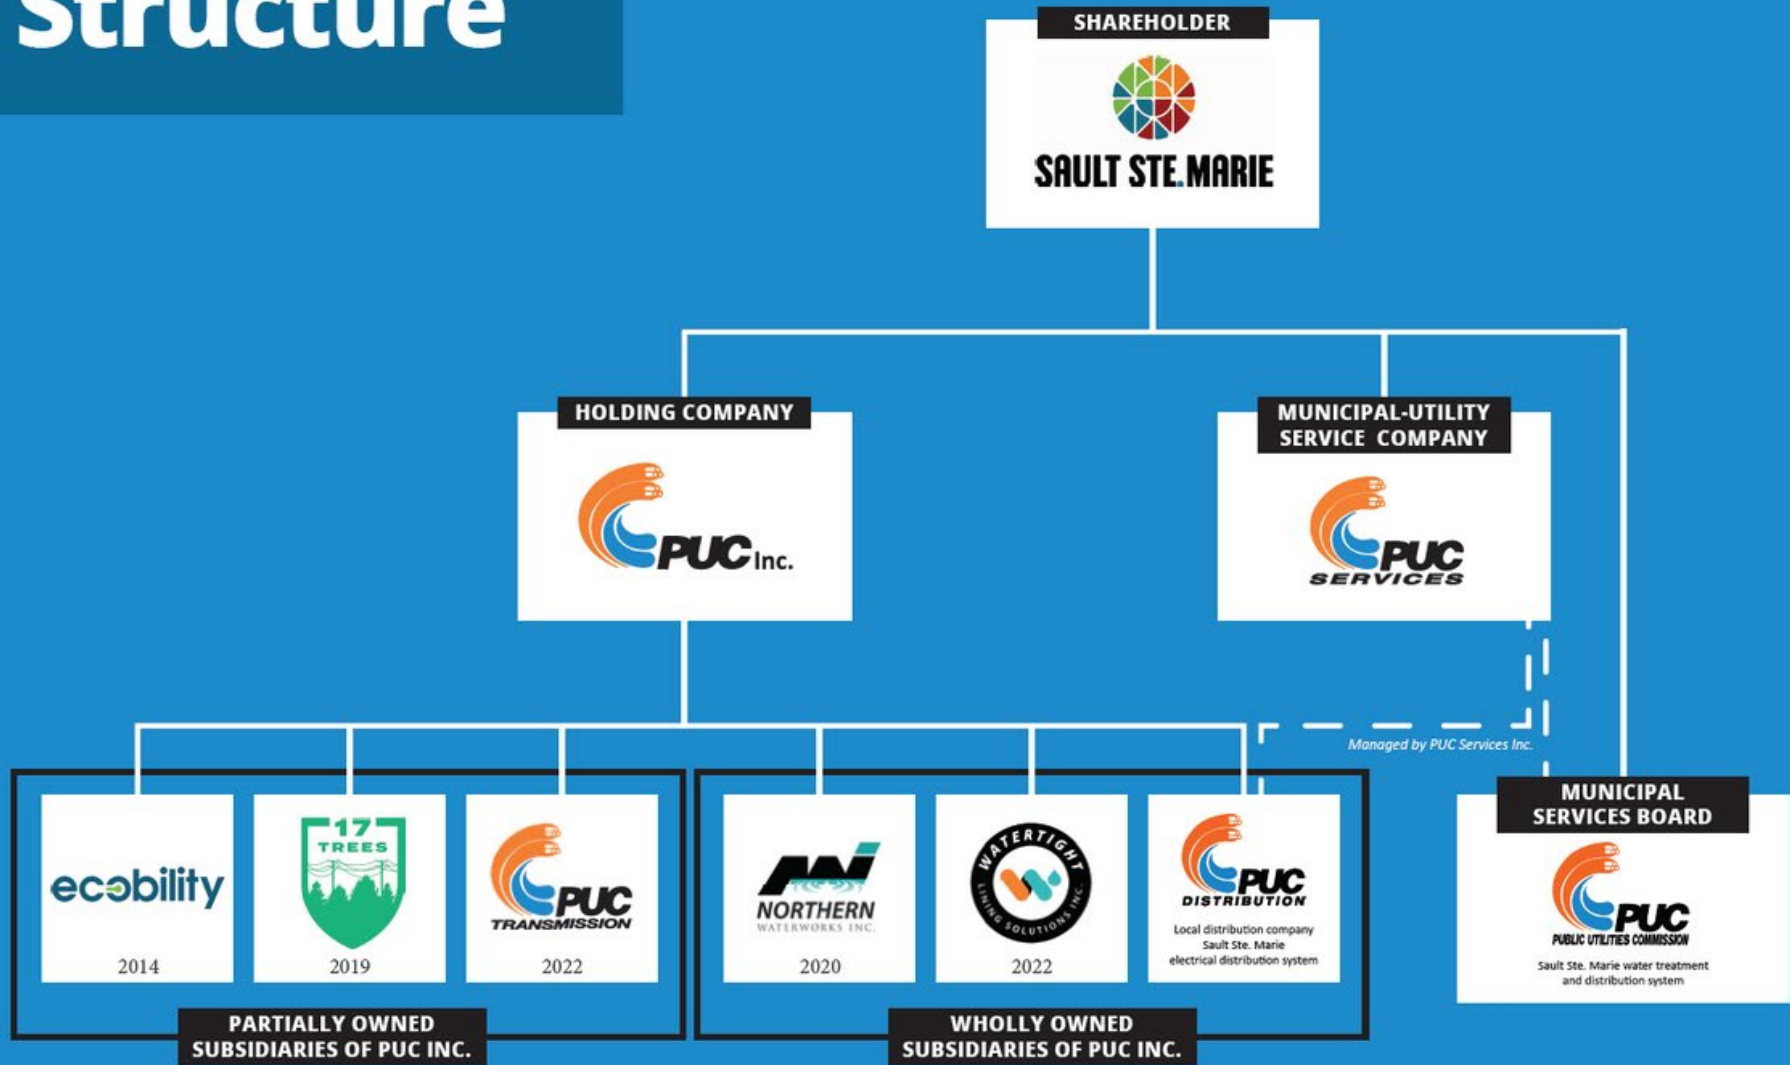 Structure
SHAREHOLDER
SAULT STE.MARIE
HOLDING COMPANY
PUC Inc.
MUNICIPAL-UTILITY
SERVICE COMPANY
PUC
SERVICES
Managed by PUC Services Inc.
ecobility
2014
17
TREES
2019
PUC
TRANSMISSION
2022
PARTIALLY OWNED
SUBSIDIARIES OF PUC INC.
NORTHERN
WATERWORKS INC.
2020
WATERTIGHT
LINING SOLUTIONS INC.
2022
PUC
DISTRIBUTION
Local distribution company
Sault Ste. Marie
electrical distribution system
WHOLLY OWNED
SUBSIDIARIES OF PUC INC.
MUNICIPAL
SERVICES BOARD
PUC
PUBLIC UTILITIES COMMISSION
Sault Ste. Marie water treatment
and distribution system